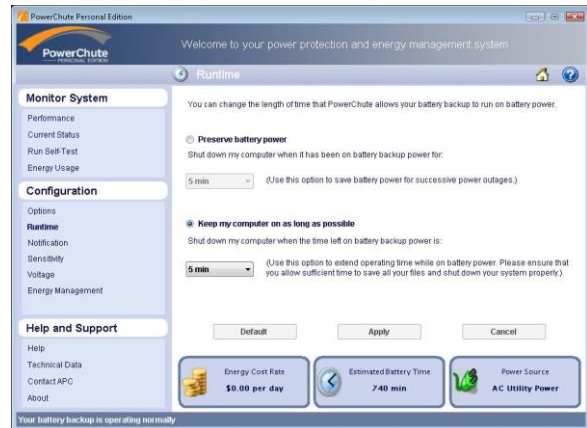 PowerChute Personal Edition
PowerChute
PERSONAL EDITION
Welcome to your power protection and energy management system
Runtime
Monitor System
Performance
Current Status
Run Self-Test
Energy Usage
Configuration
Options
Runtime
Notification
Sensitivity
Voltage
Energy Management
Help and Support
Help
Technical Data
Contact APC
About
You can change the length of time that PowerChute allows your battery backup to run on battery power.
Preserve battery power
Shut down my computer when it has been on battery backup power for:
5 min
(Use this option to save battery power for successive power outages.)
Keep my computer on as long as possible
Shut down my computer when the time left on battery backup power is:
5 min
(Use this option to extend operating time while on battery power. Please ensure that
you allow sufficient time to save all your files and shut down your system properly.)
Default
Apply
Cancel
Energy Cost Rate
$0.00 per day
Estimated Battery Time
740 min
Power Source
AC Utility Power
Your battery backup is operating normally